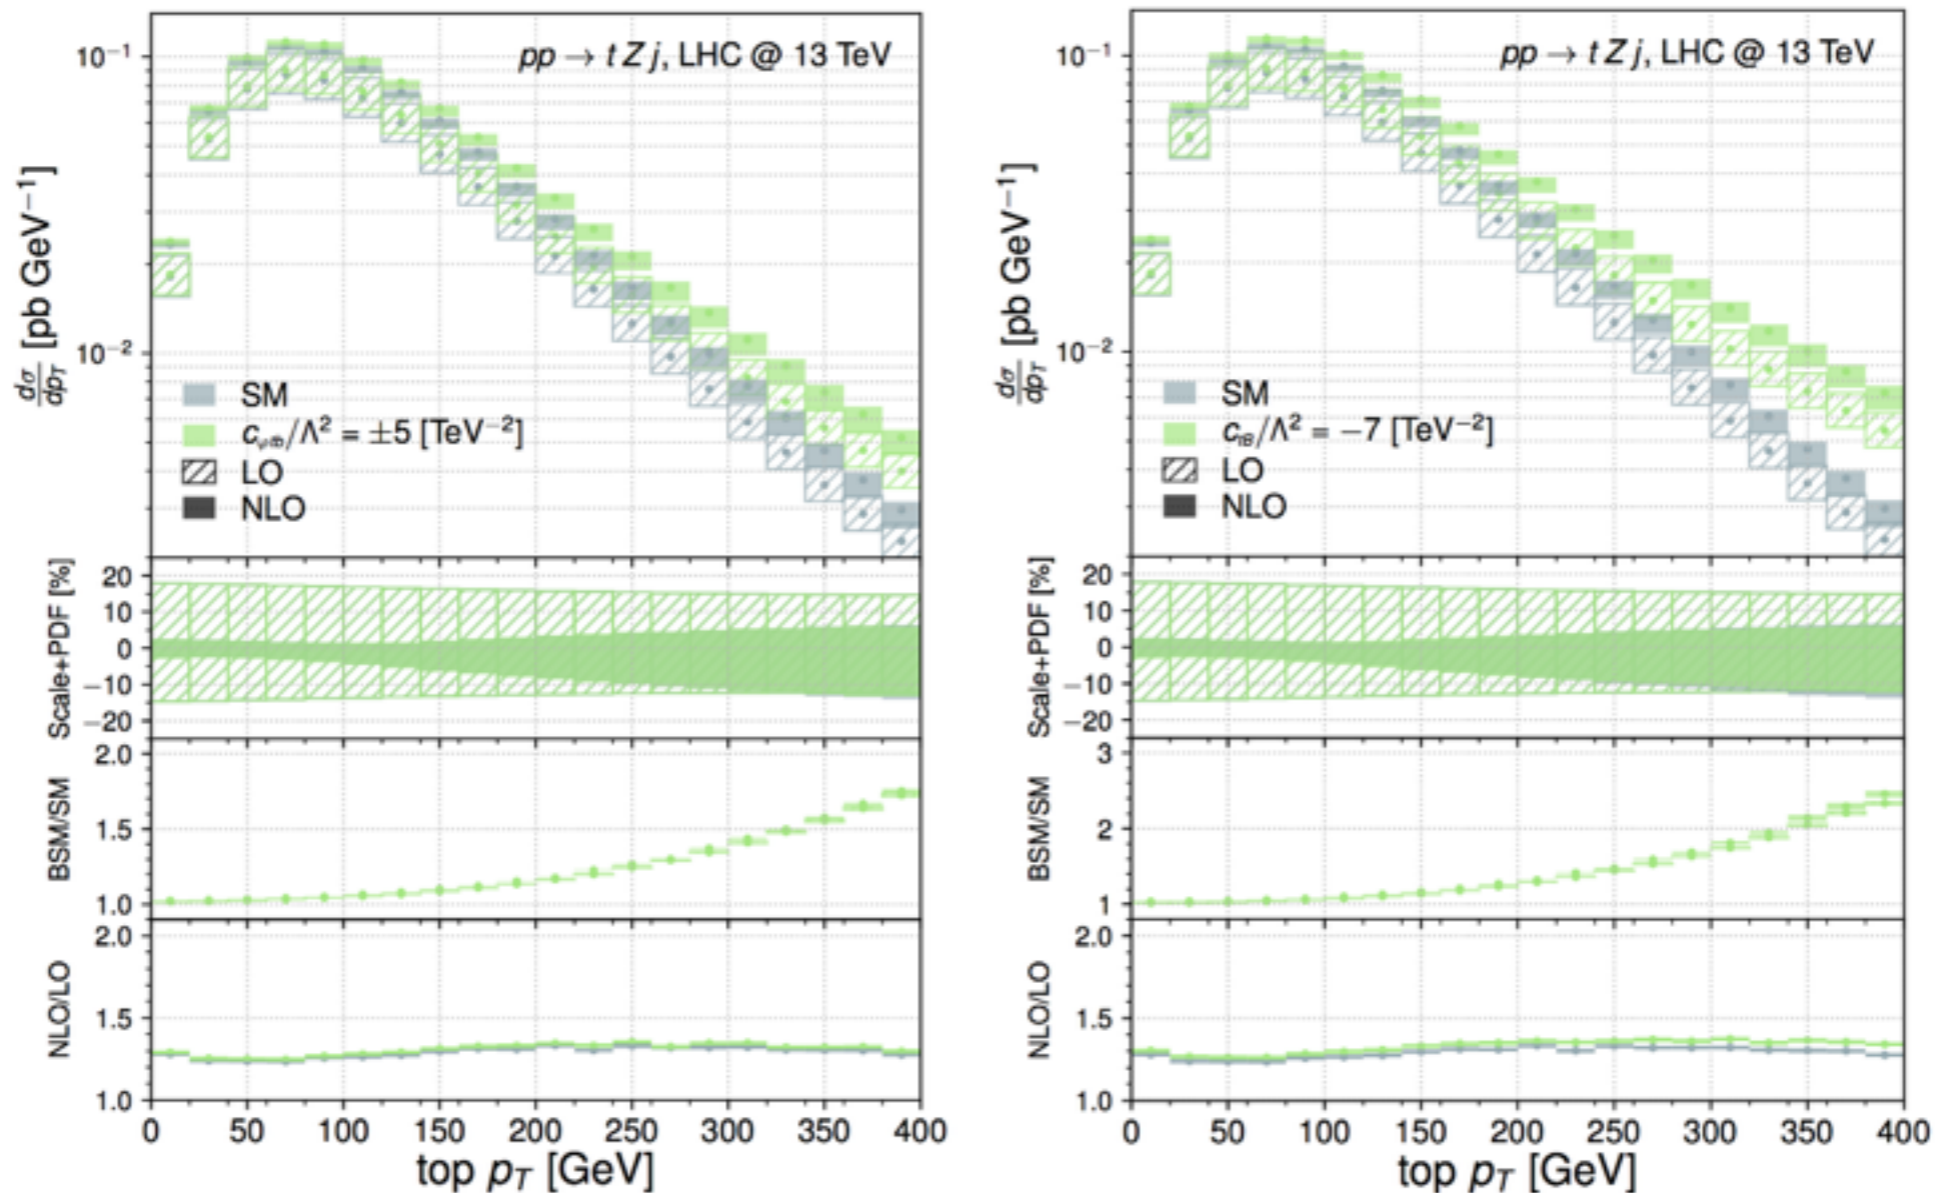 pp → t Z j, LHC @ 13 TeV
10⁻¹
10⁻²
dσ/dp_T [pb GeV⁻¹]
SM
c_φtb/Λ² = ±5 [TeV⁻²]
LO
NLO
Scale+PDF [%]
20
10
0
−10
−20
BSM/SM
2.0
1.5
1.0
NLO/LO
2.0
1.5
1.0
0 50 100 150 200 250 300 350 400
top p_T [GeV]
pp → t Z j, LHC @ 13 TeV
10⁻¹
10⁻²
dσ/dp_T [pb GeV⁻¹]
SM
c_tB/Λ² = −7 [TeV⁻²]
LO
NLO
Scale+PDF [%]
20
10
0
−10
−20
BSM/SM
3
2
1
NLO/LO
2.0
1.5
1.0
0 50 100 150 200 250 300 350 400
top p_T [GeV]